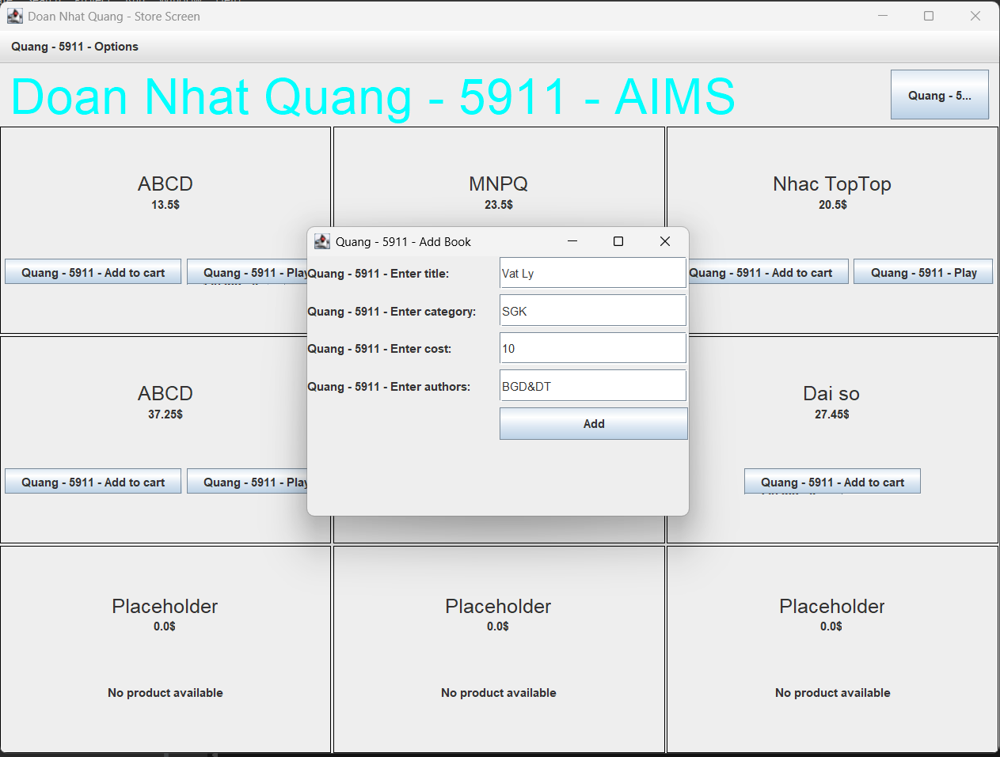 Doan Nhat Quang - Store Screen
Quang - 5911 - Options
Doan Nhat Quang - 5911 - AIMS
Quang - 5...
ABCD
13.5$
MNPQ
23.5$
Nhac TopTop
20.5$
Quang - 5911 - Add to cart
Quang - 5911 - Play
Quang - 5911 - Add to cart
Quang - 5911 - Play
Quang - 5911 - Add Book
Quang - 5911 - Enter title:
Vat Ly
Quang - 5911 - Enter category:
SGK
Quang - 5911 - Enter cost:
10
Quang - 5911 - Enter authors:
BGD&DT
Add
ABCD
37.25$
Dai so
27.45$
Quang - 5911 - Add to cart
Quang - 5911 - Play
Quang - 5911 - Add to cart
Placeholder
0.0$
No product available
Placeholder
0.0$
No product available
Placeholder
0.0$
No product available